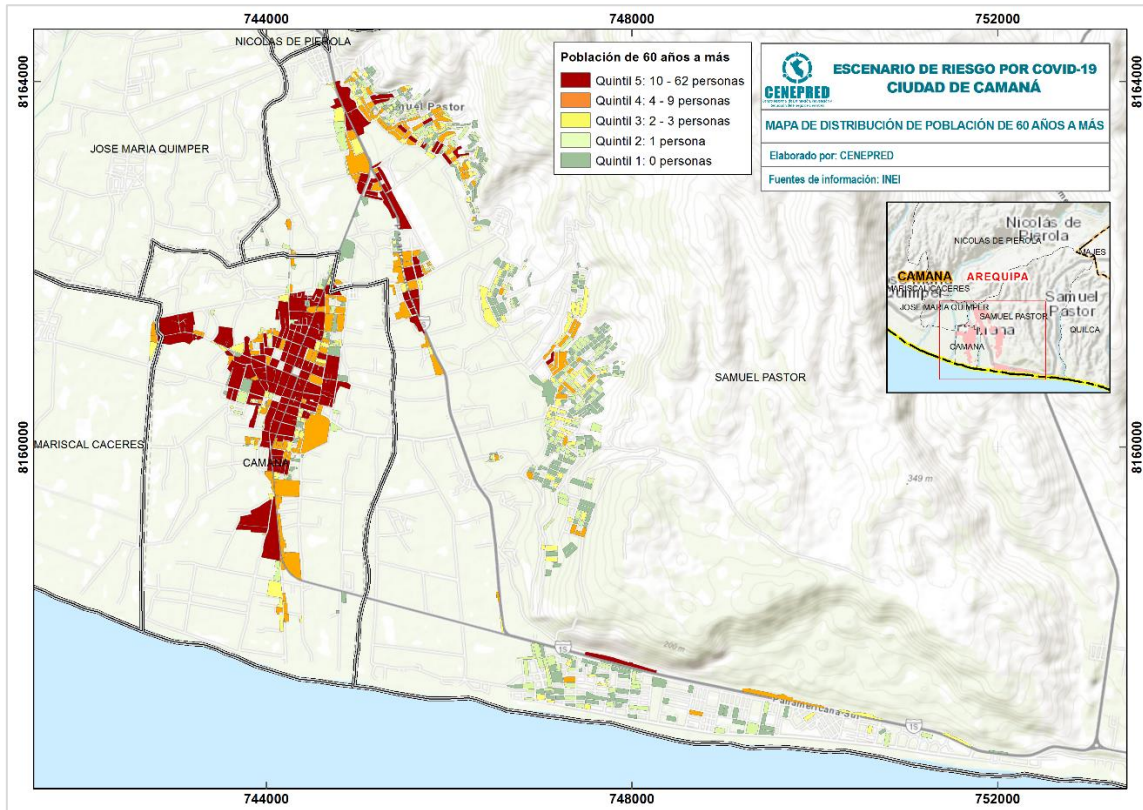 744000
748000
752000
8164000
8160000
8164000
8160000
744000
748000
752000
NICOLAS DE PIEROLA
Samuel Pastor
JOSE MARIA QUIMPER
MARISCAL CACERES
CAMANA
SAMUEL PASTOR
349 m
200 m
15
Panamericana Sur
15
Población de 60 años a más
Quintil 5: 10 - 62 personas
Quintil 4: 4 - 9 personas
Quintil 3: 2 - 3 personas
Quintil 2: 1 persona
Quintil 1: 0 personas
CENEPRED
ESCENARIO DE RIESGO POR COVID-19
CIUDAD DE CAMANÁ
MAPA DE DISTRIBUCIÓN DE POBLACIÓN DE 60 AÑOS A MÁS
Elaborado por: CENEPRED
Fuentes de información: INEI
Nicolás de
Pierola
NICOLAS DE PIEROLA
MAJES
CAMANA
AREQUIPA
MARISCAL CACERES
Quimper
Samuel
Pastor
JOSE MARIA QUIMPER
SAMUEL PASTOR
QUILCA
CAMANA